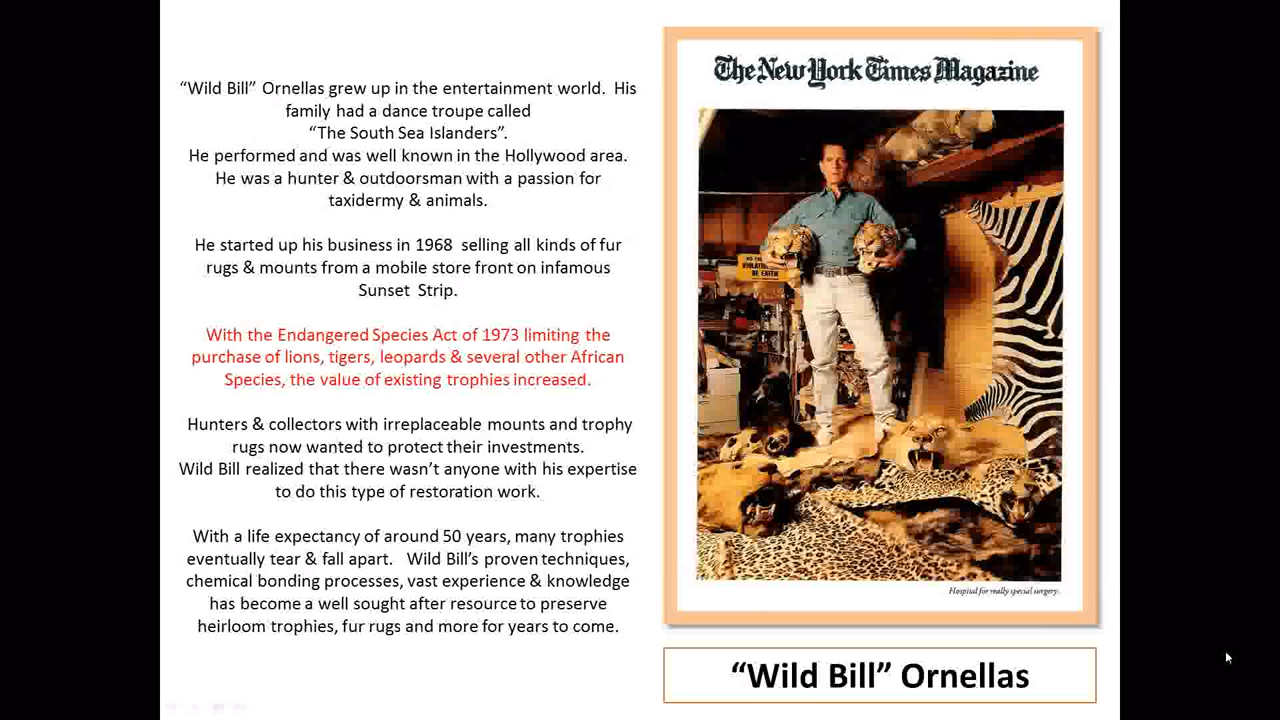 “Wild Bill” Ornellas grew up in the entertainment world.  His
family had a dance troupe called
“The South Sea Islanders”.
He performed and was well known in the Hollywood area.
He was a hunter & outdoorsman with a passion for
taxidermy & animals.
He started up his business in 1968  selling all kinds of fur
rugs & mounts from a mobile store front on infamous
Sunset  Strip.
With the Endangered Species Act of 1973 limiting the
purchase of lions, tigers, leopards & several other African
Species, the value of existing trophies increased.
Hunters & collectors with irreplaceable mounts and trophy
rugs now wanted to protect their investments.
Wild Bill realized that there wasn’t anyone with his expertise
to do this type of restoration work.
With a life expectancy of around 50 years, many trophies
eventually tear & fall apart.   Wild Bill’s proven techniques,
chemical bonding processes, vast experience & knowledge
has become a well sought after resource to preserve
heirloom trophies, fur rugs and more for years to come.
The New York Times Magazine
BE EATEN
Hospital for really special surgery.
“Wild Bill” Ornellas